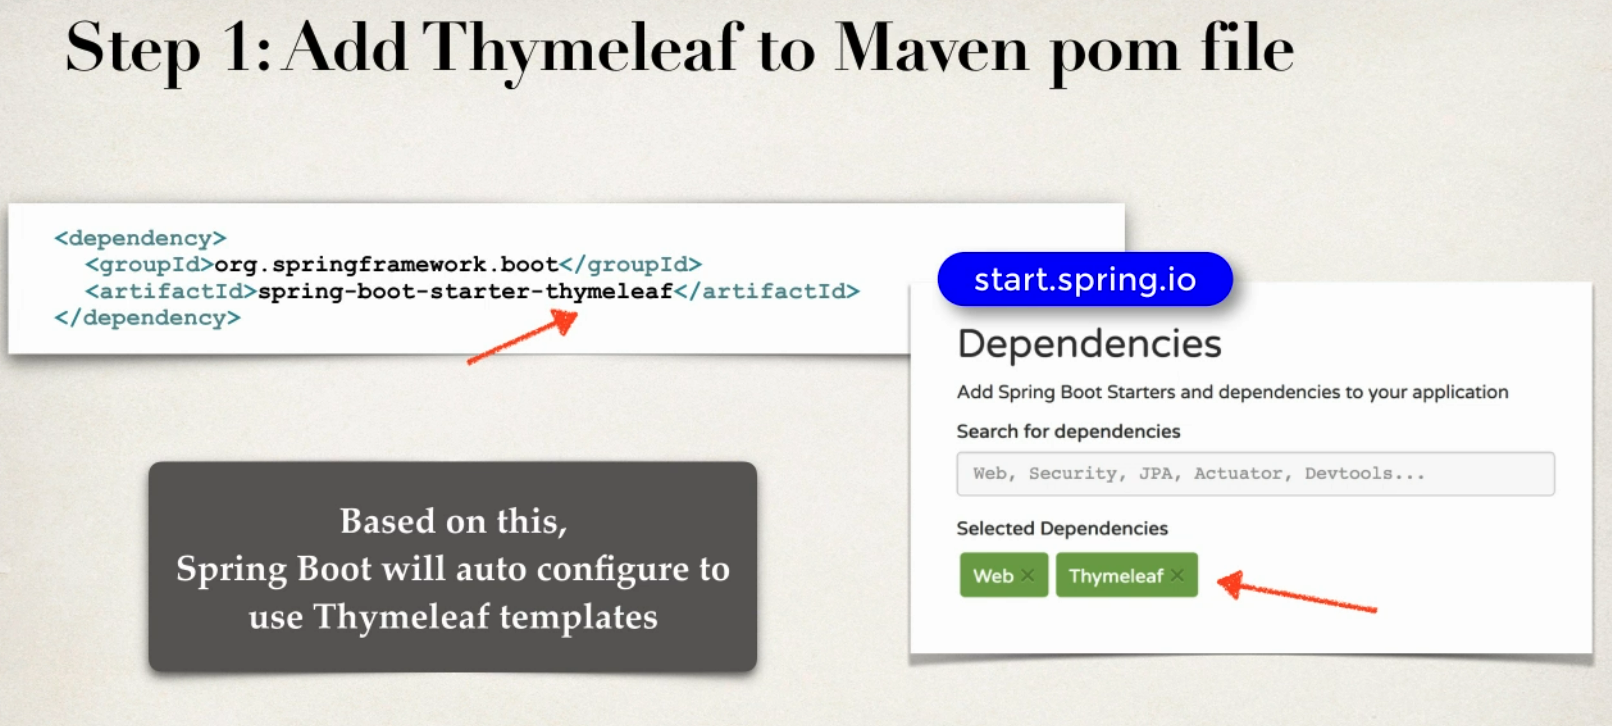 Step 1: Add Thymeleaf to Maven pom file
<dependency>
<groupId>org.springframework.boot</groupId>
<artifactId>spring-boot-starter-thymeleaf</artifactId>
</dependency>
start.spring.io
Dependencies
Add Spring Boot Starters and dependencies to your application
Search for dependencies
Web, Security, JPA, Actuator, Devtools...
Selected Dependencies
Web × Thymeleaf ×
Based on this,
Spring Boot will auto configure to
use Thymeleaf templates